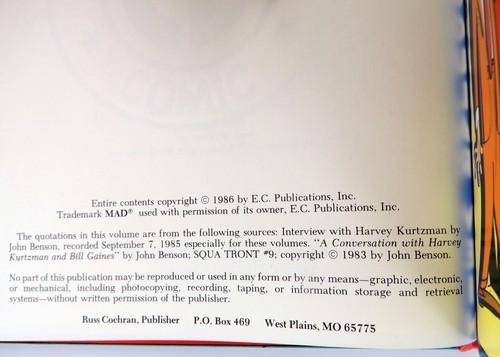 Entire contents copyright © 1986 by E.C. Publications, Inc.
Trademark MAD® used with permission of its owner, E.C. Publications, Inc.
The quotations in this volume are from the following sources: Interview with Harvey Kurtzman by
John Benson, recorded September 7, 1985 especially for these volumes. "A Conversation with Harvey
Kurtzman and Bill Gaines" by John Benson; SQUA TRONT #9; copyright © 1983 by John Benson.
No part of this publication may be reproduced or used in any form or by any means—graphic, electronic,
or mechanical, including photocopying, recording, taping, or information storage and retrieval
systems—without written permission of the publisher.
Russ Cochran, Publisher P.O. Box 469 West Plains, MO 65775